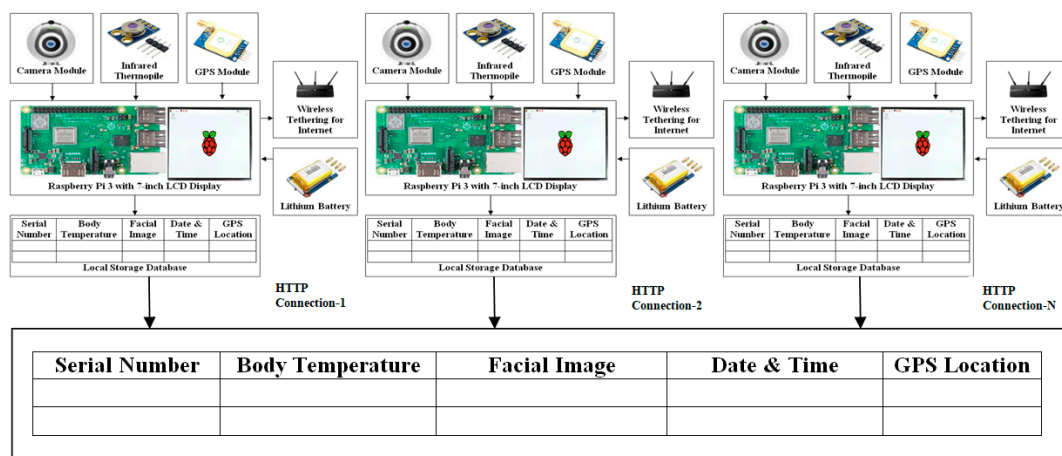 Camera Module
Infrared
Thermopile
GPS Module
Wireless
Tethering for
Internet
Raspberry Pi 3 with 7-inch LCD Display
Lithium Battery
Serial
Number
Body
Temperature
Facial
Image
Date &
Time
GPS
Location
Local Storage Database
HTTP
Connection-1
Camera Module
Infrared
Thermopile
GPS Module
Wireless
Tethering for
Internet
Raspberry Pi 3 with 7-inch LCD Display
Lithium Battery
Serial
Number
Body
Temperature
Facial
Image
Date &
Time
GPS
Location
Local Storage Database
HTTP
Connection-2
Camera Module
Infrared
Thermopile
GPS Module
Wireless
Tethering for
Internet
Raspberry Pi 3 with 7-inch LCD Display
Lithium Battery
Serial
Number
Body
Temperature
Facial
Image
Date &
Time
GPS
Location
Local Storage Database
HTTP
Connection-N
Serial Number
Body Temperature
Facial Image
Date & Time
GPS Location